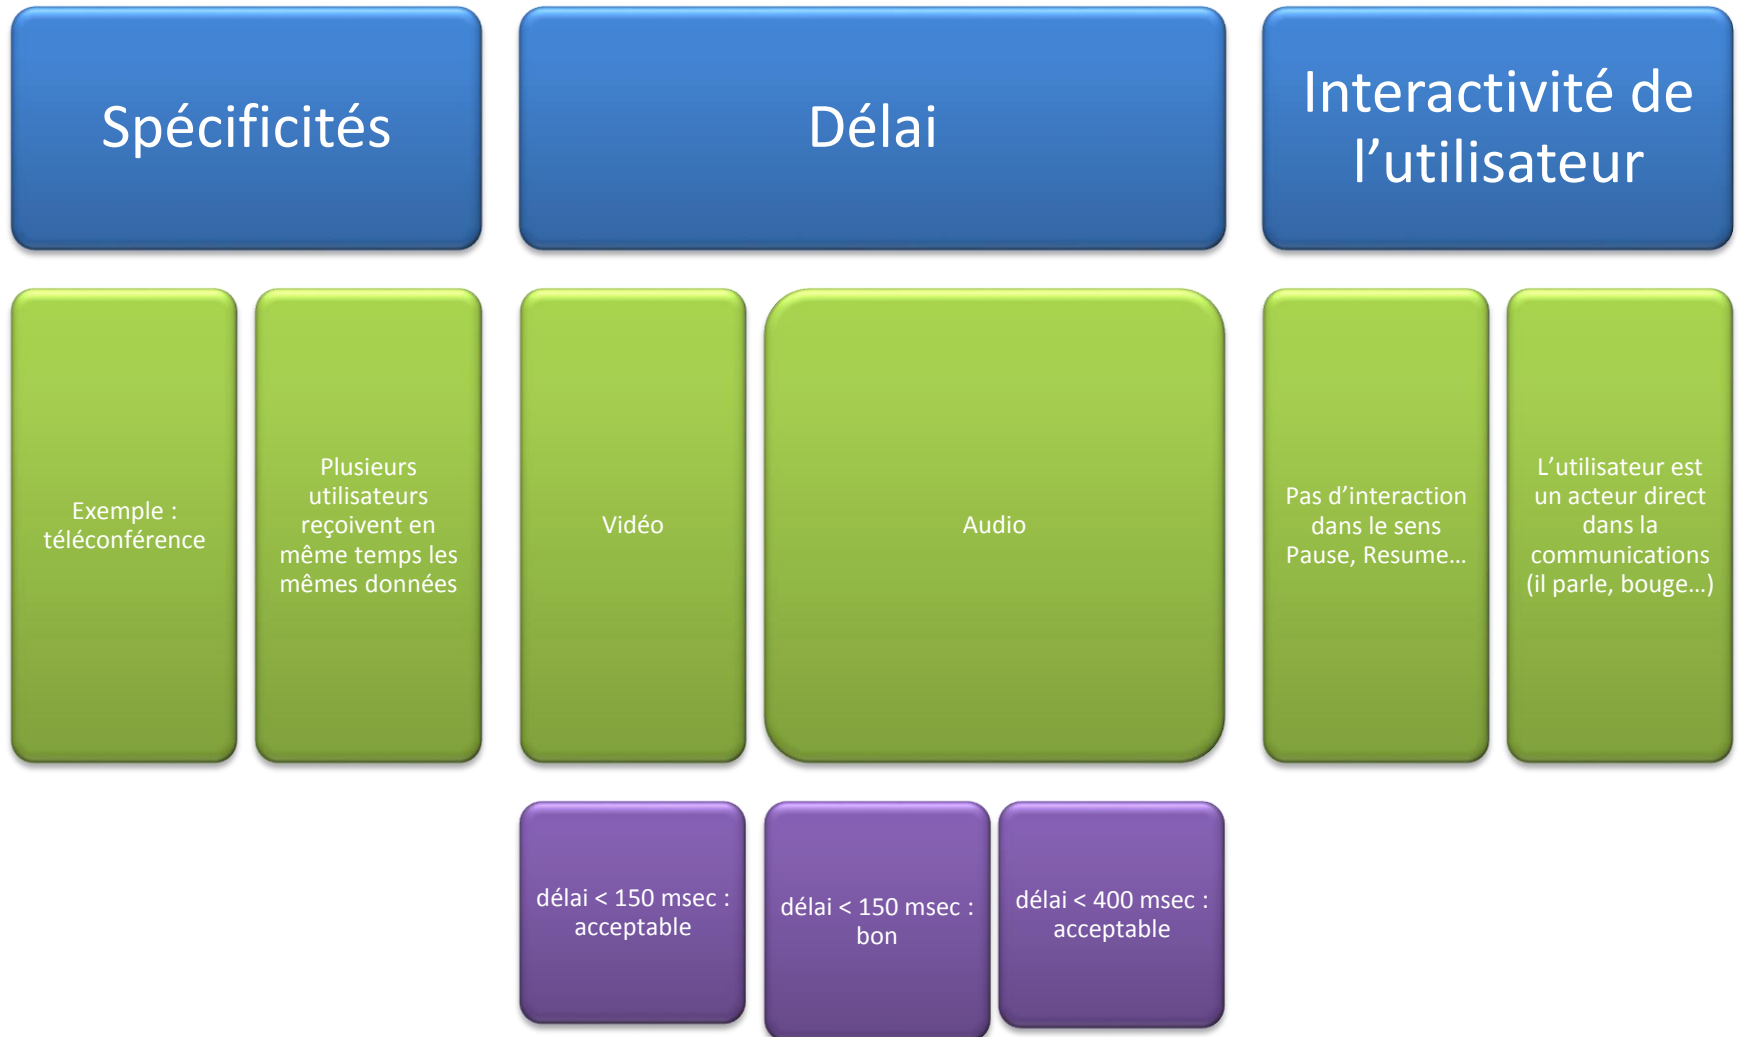 Spécificités
Délai
Interactivité de
l’utilisateur
Exemple :
téléconférence
Plusieurs
utilisateurs
reçoivent en
même temps les
mêmes données
Vidéo
Audio
Pas d’interaction
dans le sens
Pause, Resume…
L’utilisateur est
un acteur direct
dans la
communications
(il parle, bouge…)
délai < 150 msec :
acceptable
délai < 150 msec :
bon
délai < 400 msec :
acceptable